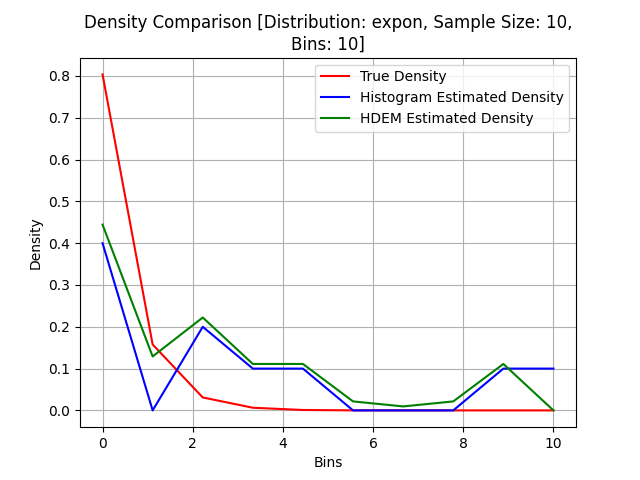 Density Comparison [Distribution: expon, Sample Size: 10,
Bins: 10]
True Density
Histogram Estimated Density
HDEM Estimated Density
Density
0.8
0.7
0.6
0.5
0.4
0.3
0.2
0.1
0.0
0 2 4 6 8 10
Bins